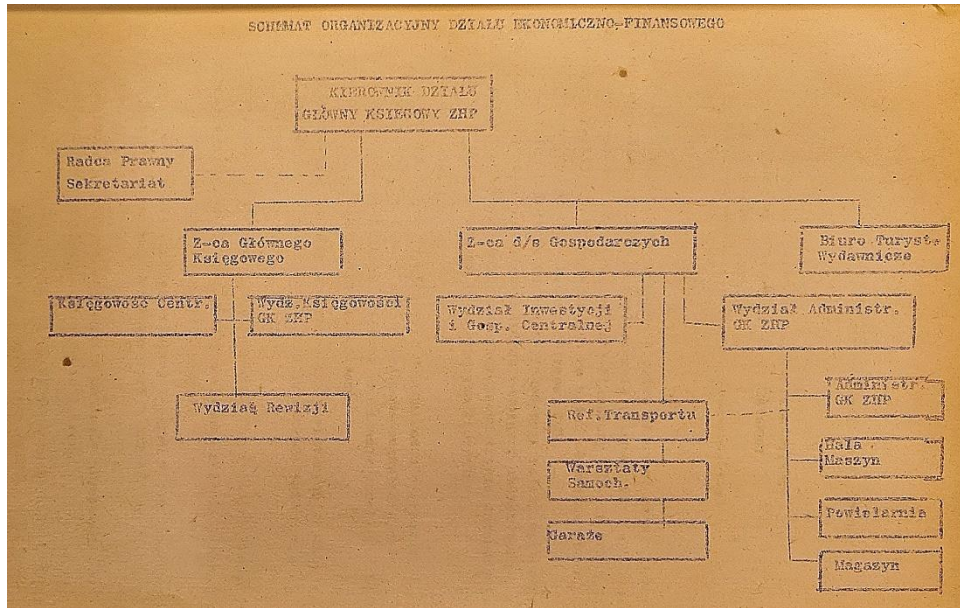 SCHEMAT ORGANIZACYJNY DZIAŁU EKONOMICZNO-FINANSOWEGO
KIEROWNIK DZIAŁU
GŁÓWNY KSIĘGOWY ZHP
Radca Prawny
Sekretariat
Z-ca Głównego
Księgowego
Z-ca d/s Gospodarczych
Biuro Turyst.
Wydawnicze
Księgowość Centr.
Wydz.Księgowości
GK ZHP
Wydział Inwestycji
i Gosp. Centralnej
Wydział Administr.
GK ZHP
Wydział Rewizji
Ref.Transportu
Administr.
GK ZHP
Warsztaty
Samoch.
Hala
Maszyn
Garaże
Powielarnia
Magazyn